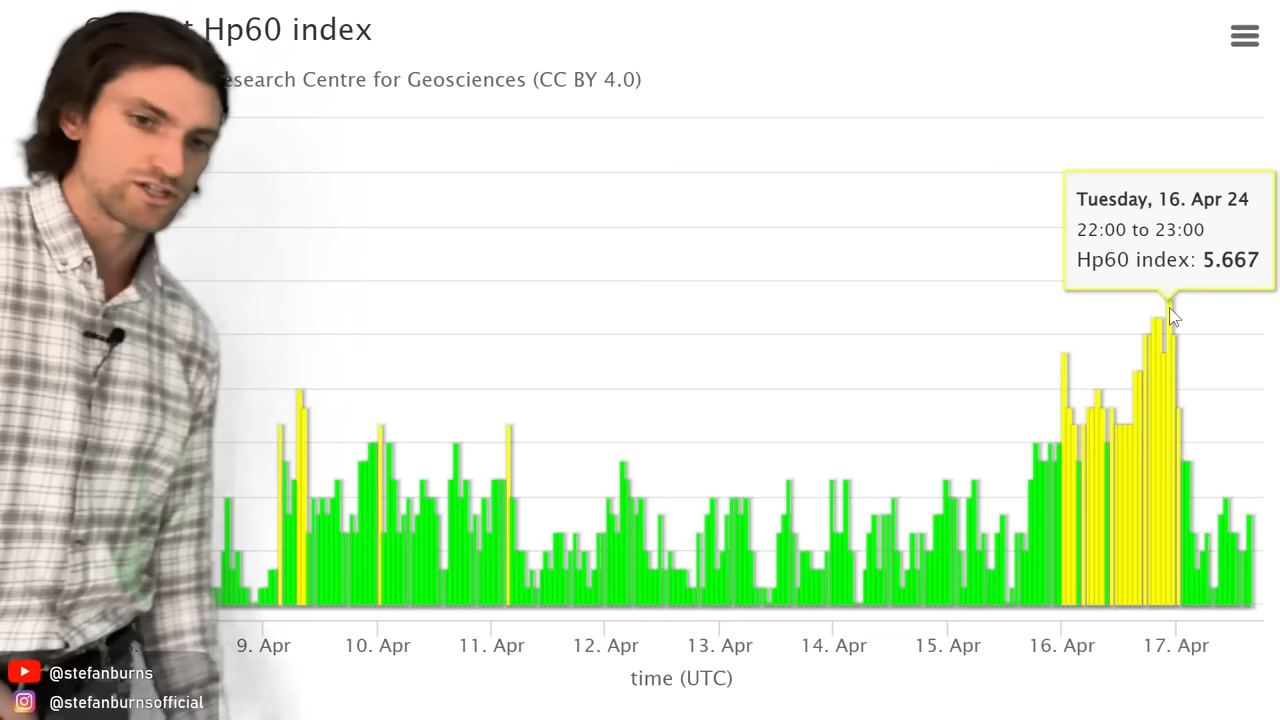 Hp60 index
esearch Centre for Geosciences (CC BY 4.0)
Tuesday, 16. Apr 24
22:00 to 23:00
Hp60 index: 5.667
9. Apr
10. Apr
11. Apr
12. Apr
13. Apr
14. Apr
15. Apr
16. Apr
17. Apr
time (UTC)
@stefanburns
@stefanburnsofficial